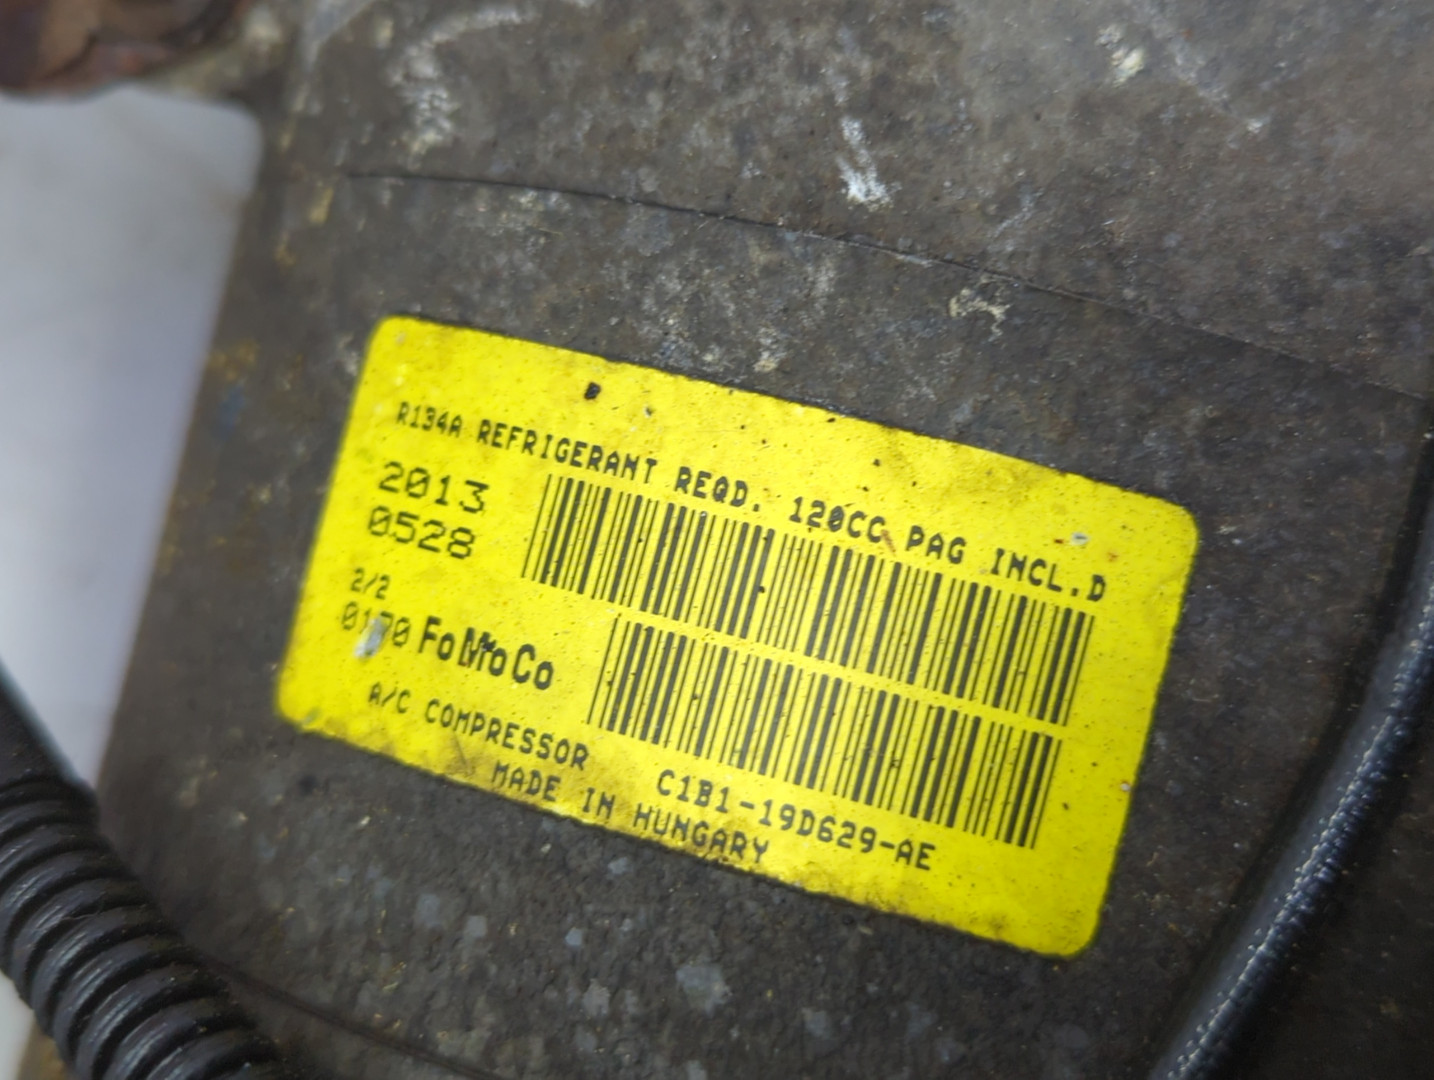 R134A REFRIGERANT REQD. 120CC PAG INCL.D
2013
0528
2/2
FoMoCo
A/C COMPRESSOR
C1B1-19D629-AE
MADE IN HUNGARY